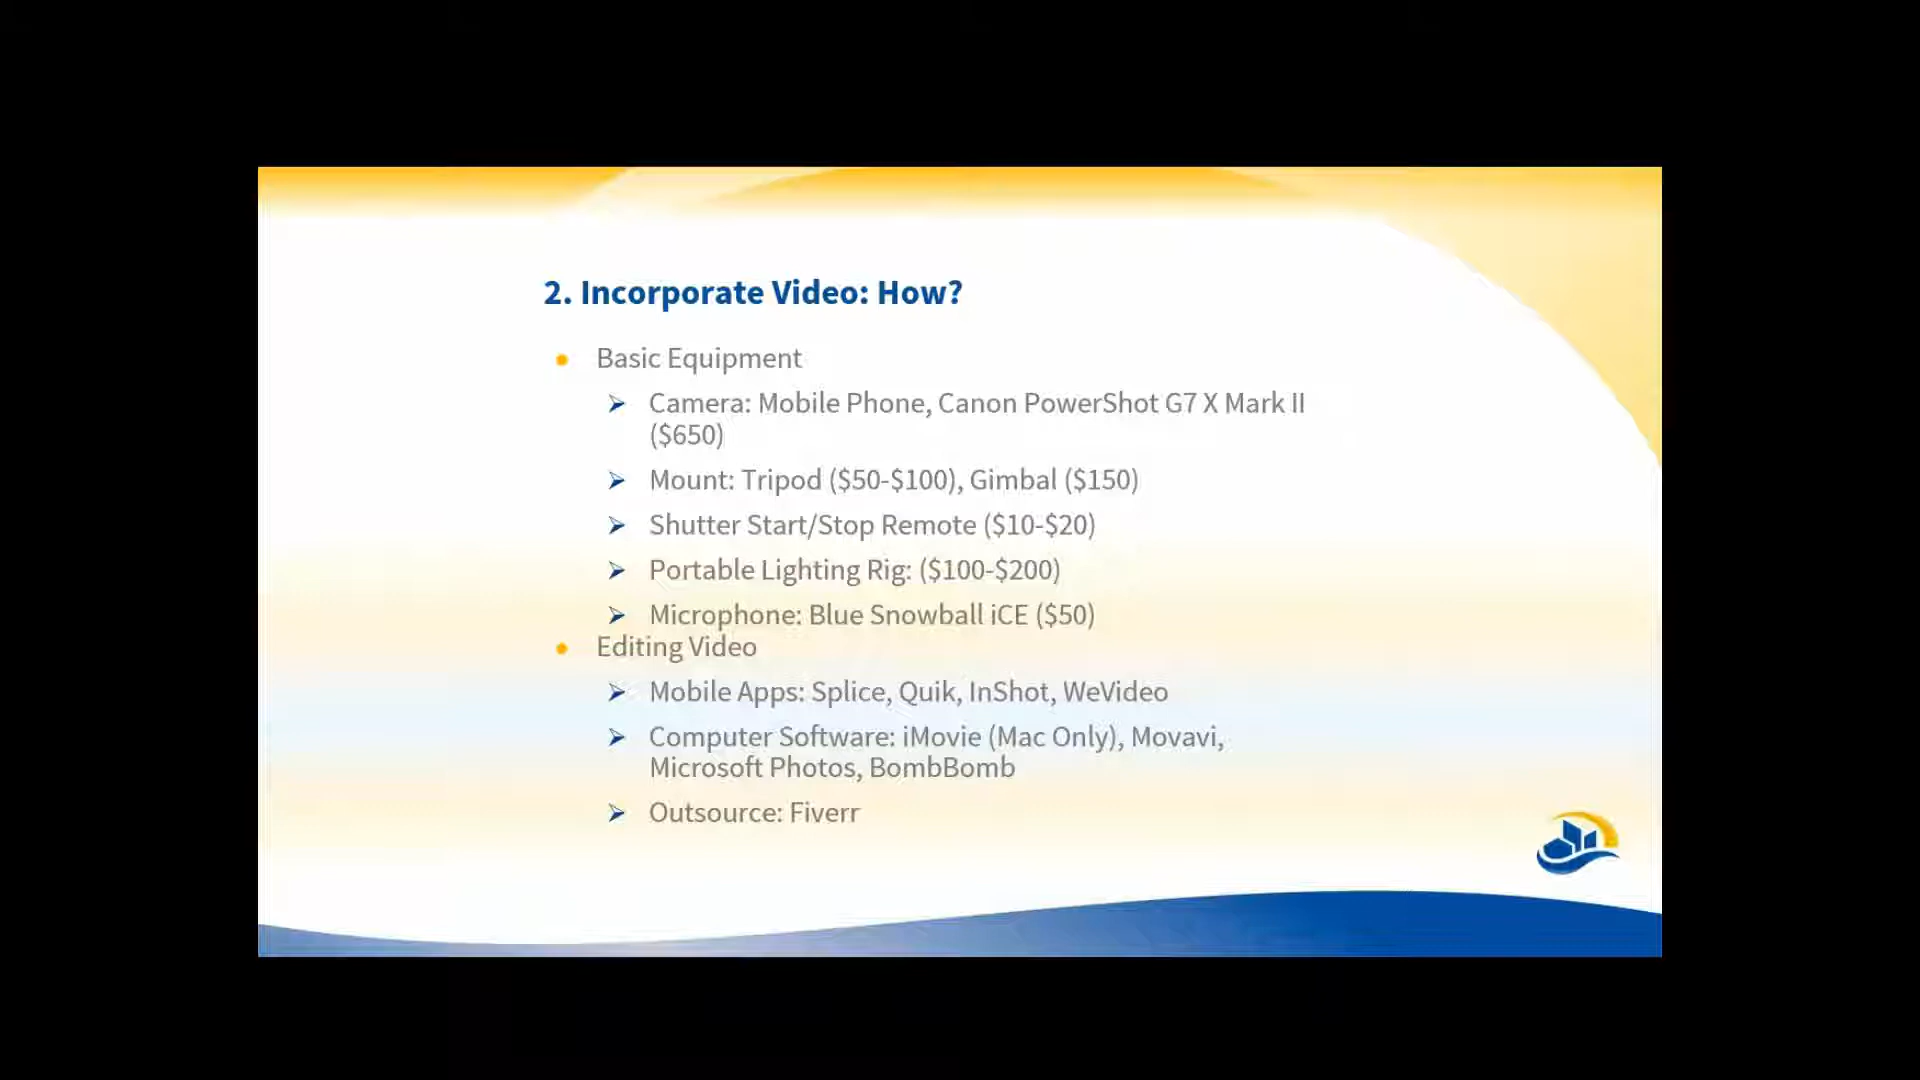 2. Incorporate Video: How?
Basic Equipment
Camera: Mobile Phone, Canon PowerShot G7 X Mark II
($650)
Mount: Tripod ($50-$100), Gimbal ($150)
Shutter Start/Stop Remote ($10-$20)
Portable Lighting Rig: ($100-$200)
Microphone: Blue Snowball iCE ($50)
Editing Video
Mobile Apps: Splice, Quik, InShot, WeVideo
Computer Software: iMovie (Mac Only), Movavi,
Microsoft Photos, BombBomb
Outsource: Fiverr